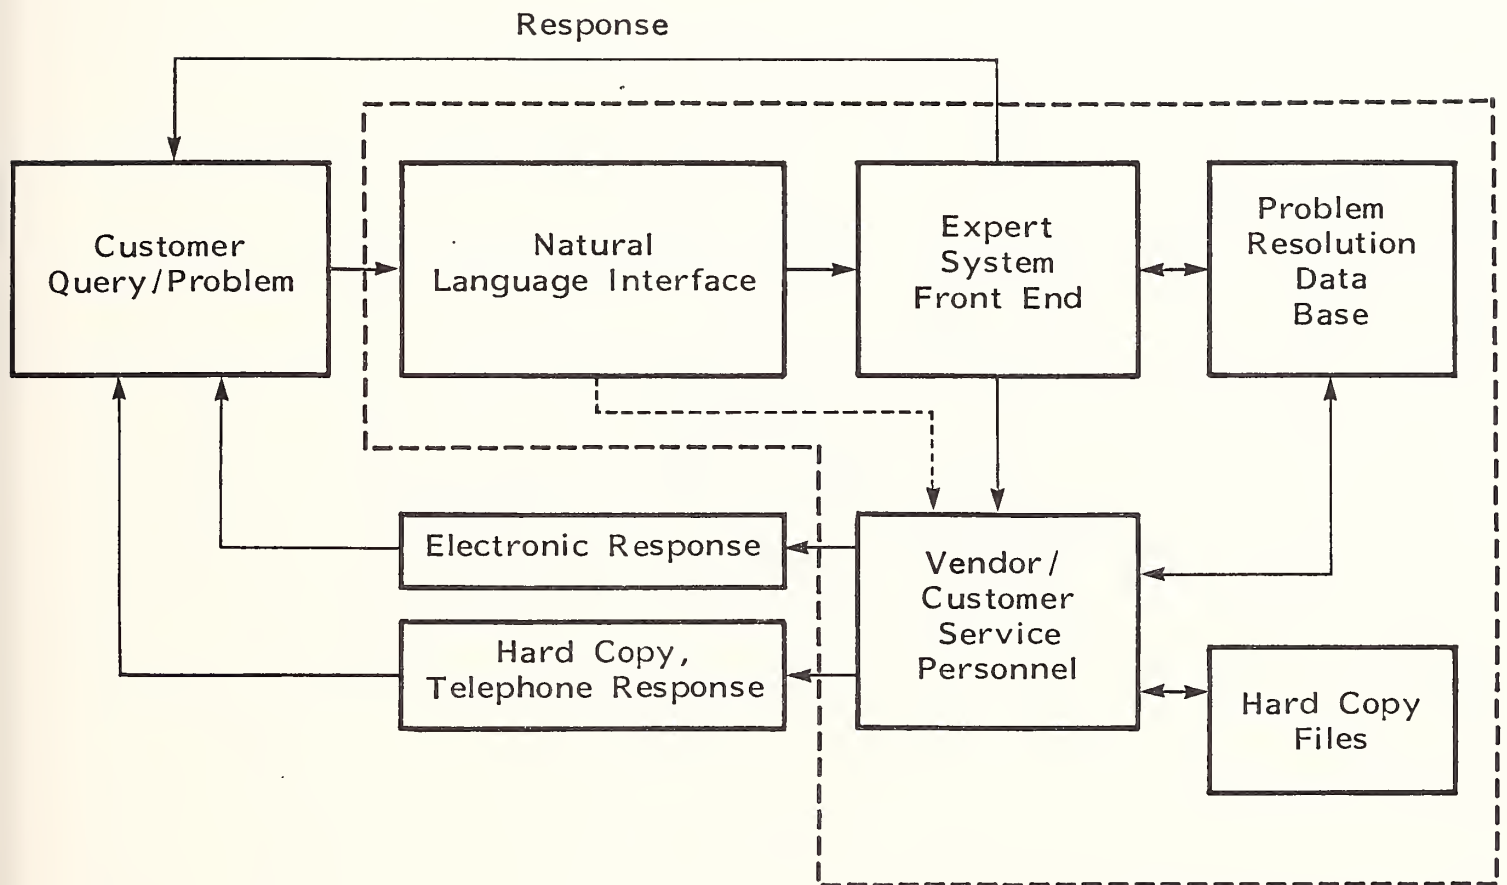 Response
Customer
Query/Problem
Natural
Language Interface
Expert
System
Front End
Problem
Resolution
Data
Base
Electronic Response
Hard Copy,
Telephone Response
Vendor/
Customer
Service
Personnel
Hard Copy
Files